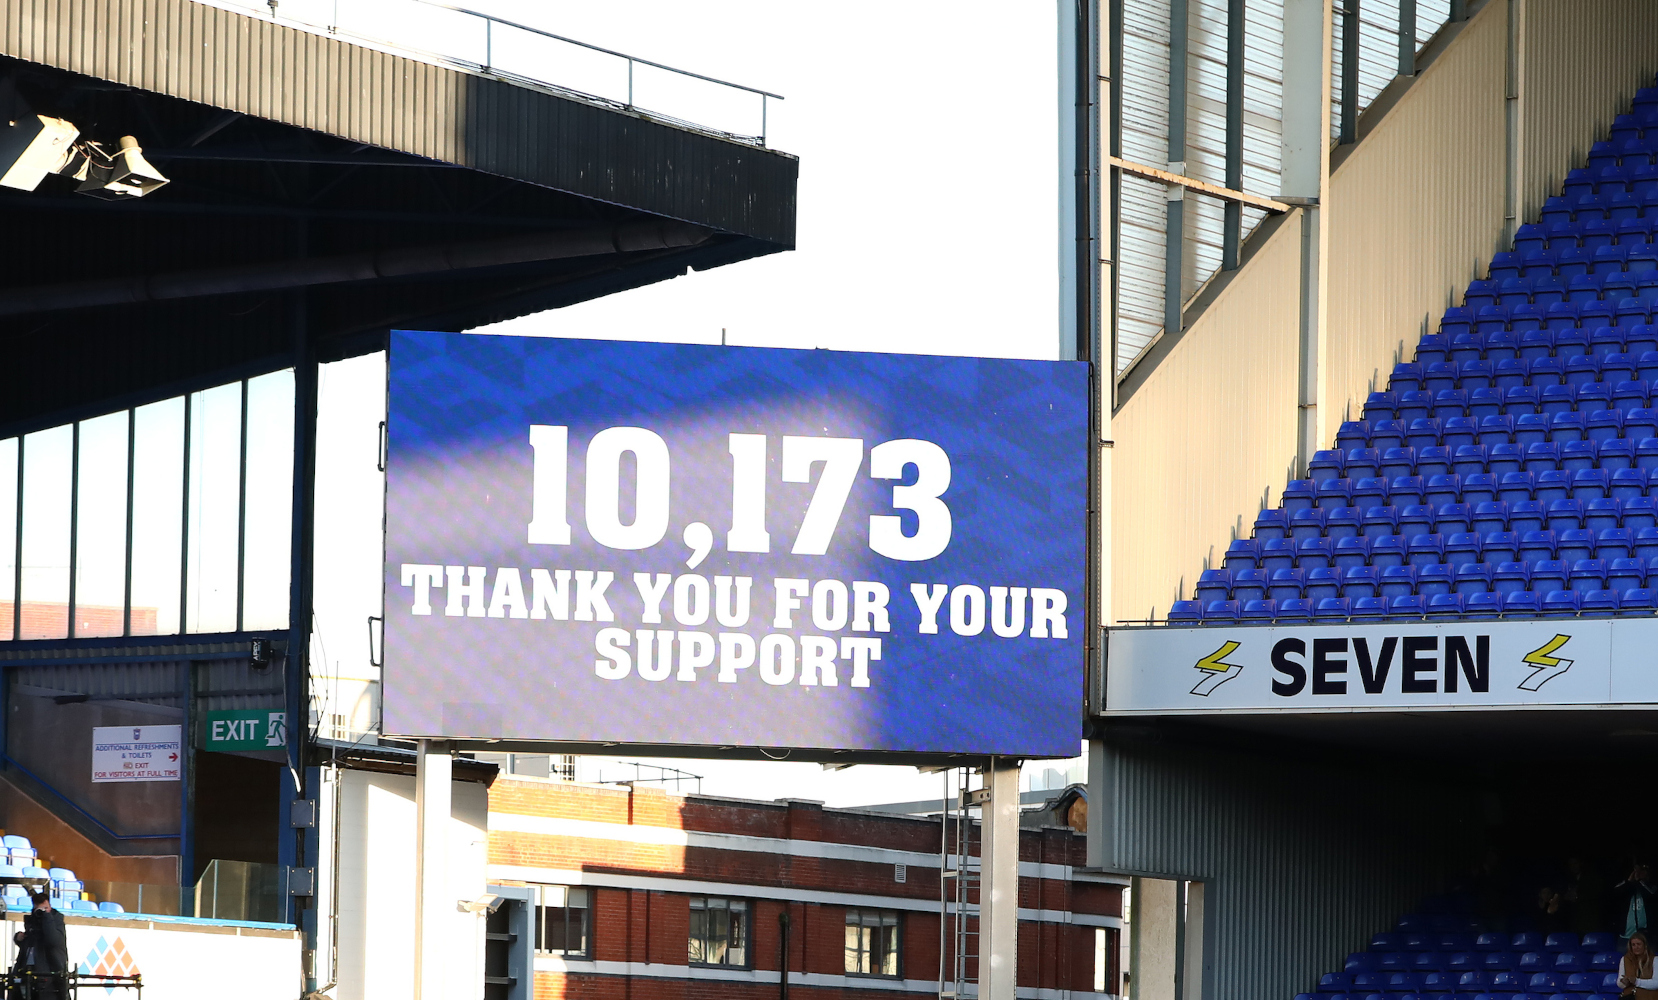 10,173
THANK YOU FOR YOUR
SUPPORT
SEVEN
EXIT
ADDITIONAL REFRESHMENTS
& TOILETS
NO EXIT
FOR VISITORS AT FULL TIME